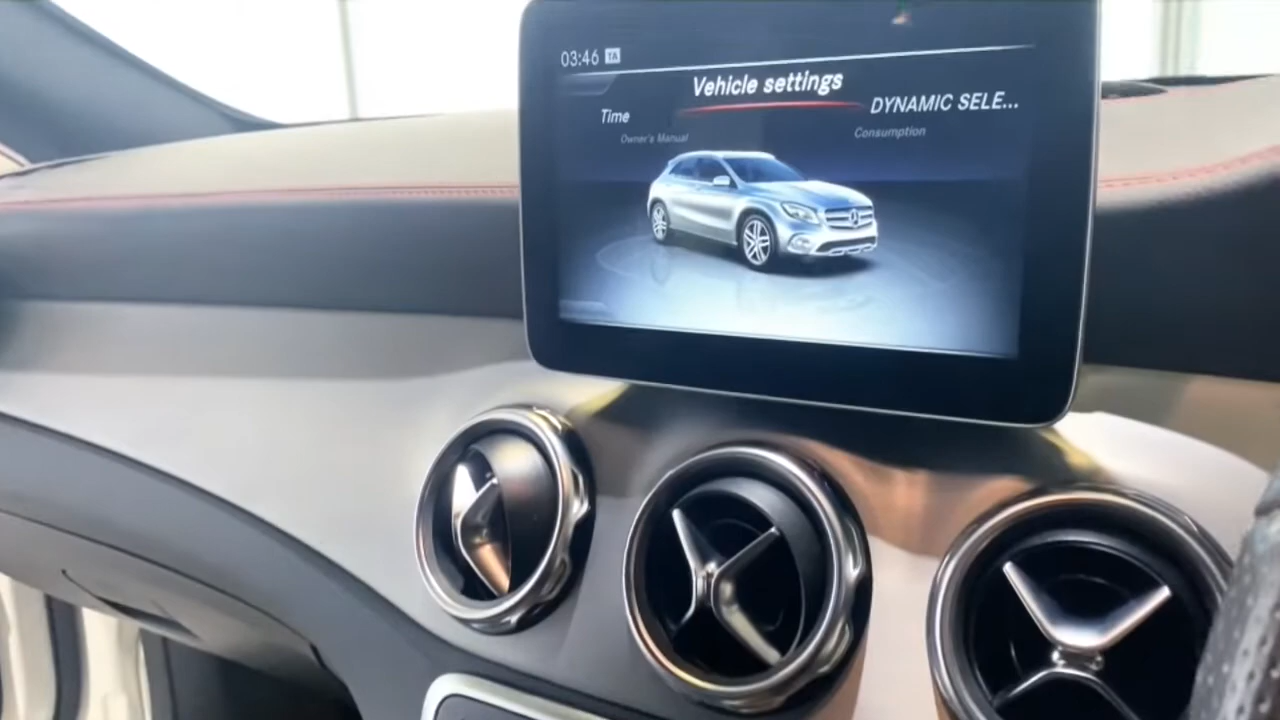 03:46 TA
Vehicle settings
Time
DYNAMIC SELE...
Owner's Manual
Consumption